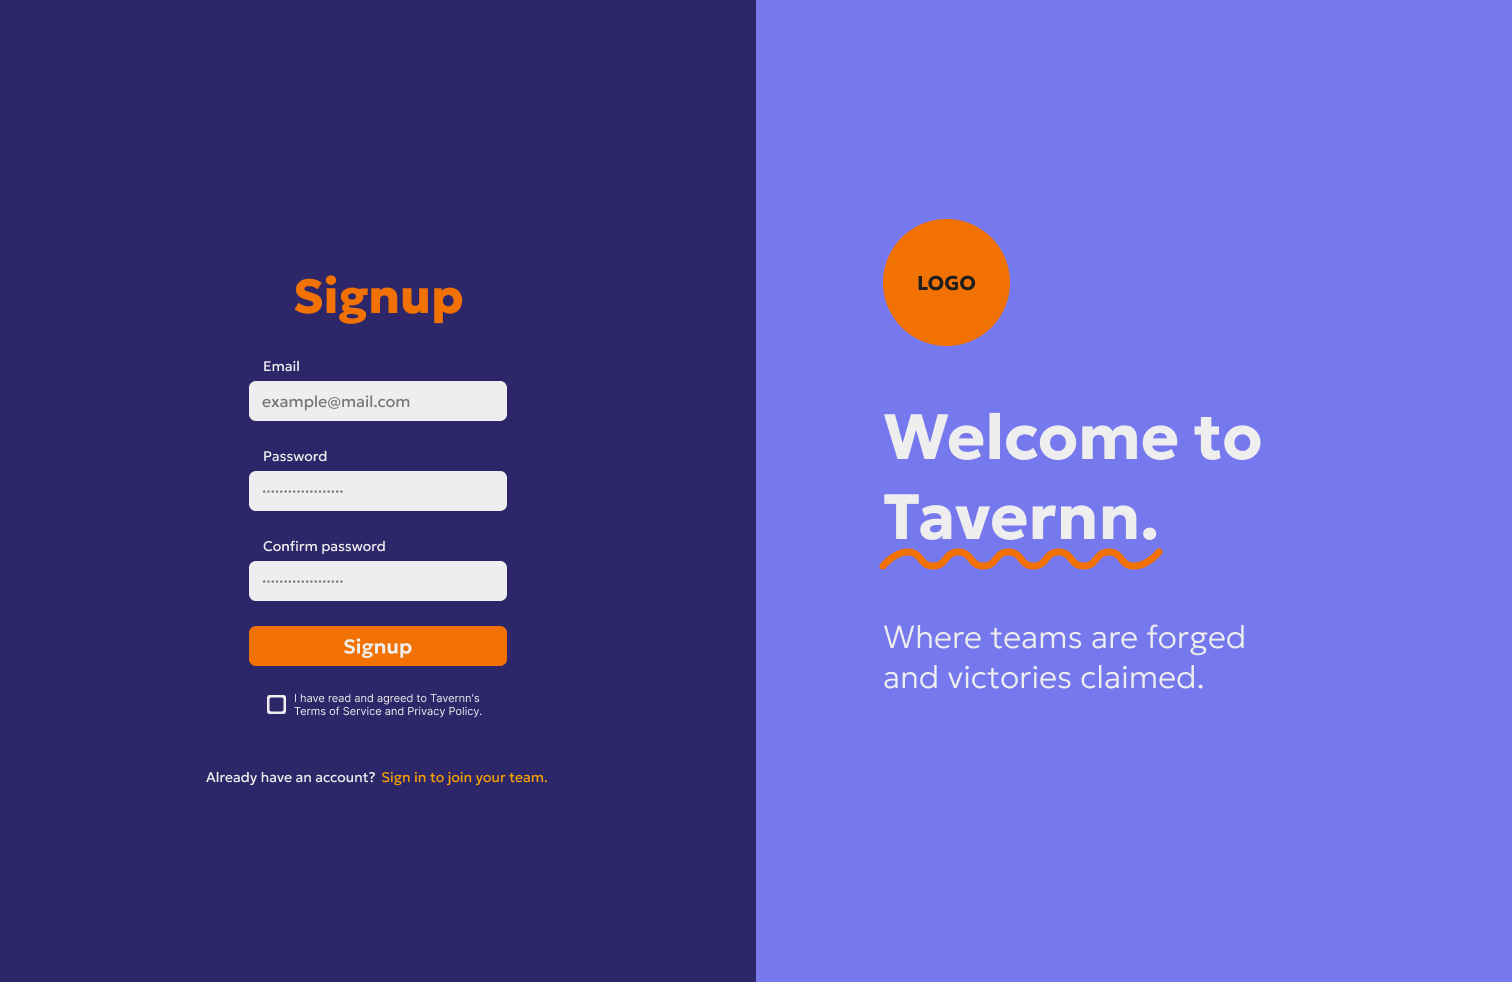 Signup
Email
example@mail.com
Password
•••••••••••••••••••
Confirm password
•••••••••••••••••••
Signup
I have read and agreed to Tavernn's
Terms of Service and Privacy Policy.
Already have an account? Sign in to join your team.
LOGO
Welcome to
Tavernn.
Where teams are forged
and victories claimed.